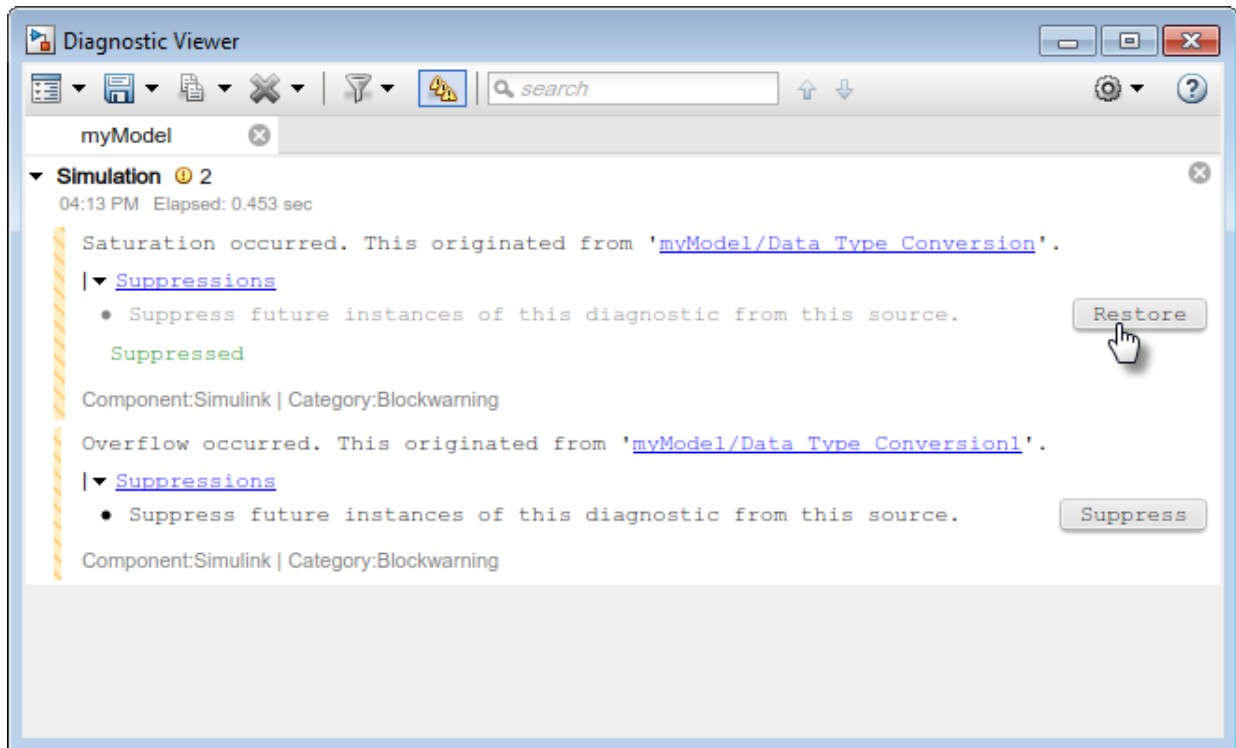 Diagnostic Viewer
search
myModel
Simulation 2
04:13 PM Elapsed: 0.453 sec
Saturation occurred. This originated from 'myModel/Data Type Conversion'.
Suppressions
• Suppress future instances of this diagnostic from this source. Restore
Suppressed
Component:Simulink | Category:Blockwarning
Overflow occurred. This originated from 'myModel/Data Type Conversion1'.
Suppressions
• Suppress future instances of this diagnostic from this source. Suppress
Component:Simulink | Category:Blockwarning